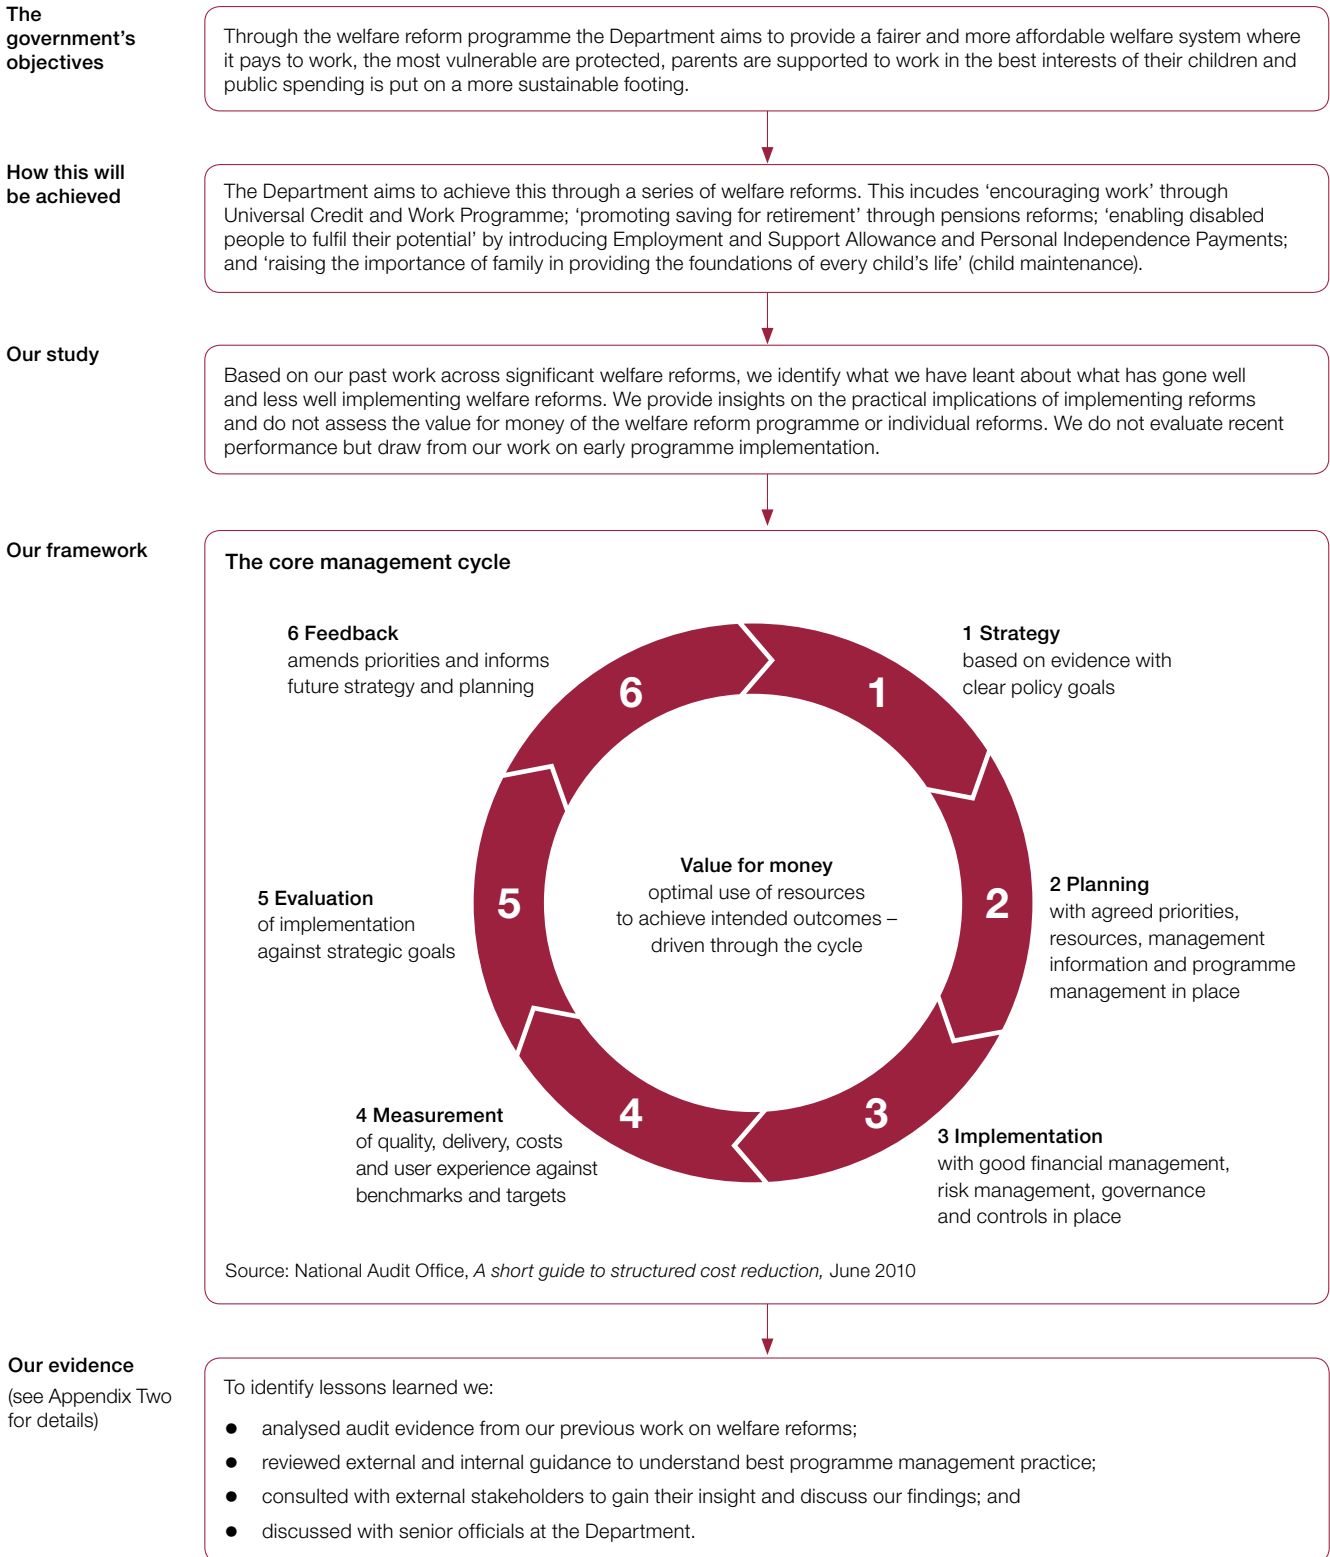 The
government’s
objectives
Through the welfare reform programme the Department aims to provide a fairer and more affordable welfare system where
it pays to work, the most vulnerable are protected, parents are supported to work in the best interests of their children and
public spending is put on a more sustainable footing.
How this will
be achieved
The Department aims to achieve this through a series of welfare reforms. This incudes ‘encouraging work’ through
Universal Credit and Work Programme; ‘promoting saving for retirement’ through pensions reforms; ‘enabling disabled
people to fulfil their potential’ by introducing Employment and Support Allowance and Personal Independence Payments;
and ‘raising the importance of family in providing the foundations of every child’s life’ (child maintenance).
Our study
Based on our past work across significant welfare reforms, we identify what we have leant about what has gone well
and less well implementing welfare reforms. We provide insights on the practical implications of implementing reforms
and do not assess the value for money of the welfare reform programme or individual reforms. We do not evaluate recent
performance but draw from our work on early programme implementation.
Our framework
The core management cycle
6 Feedback
amends priorities and informs
future strategy and planning
1 Strategy
based on evidence with
clear policy goals
6
1
5 Evaluation
of implementation
against strategic goals
5
Value for money
optimal use of resources
to achieve intended outcomes –
driven through the cycle
2
2 Planning
with agreed priorities,
resources, management
information and programme
management in place
4 Measurement
of quality, delivery, costs
and user experience against
benchmarks and targets
4
3
3 Implementation
with good financial management,
risk management, governance
and controls in place
Source: National Audit Office, A short guide to structured cost reduction, June 2010
Our evidence
(see Appendix Two
for details)
To identify lessons learned we:
● analysed audit evidence from our previous work on welfare reforms;
● reviewed external and internal guidance to understand best programme management practice;
● consulted with external stakeholders to gain their insight and discuss our findings; and
● discussed with senior officials at the Department.